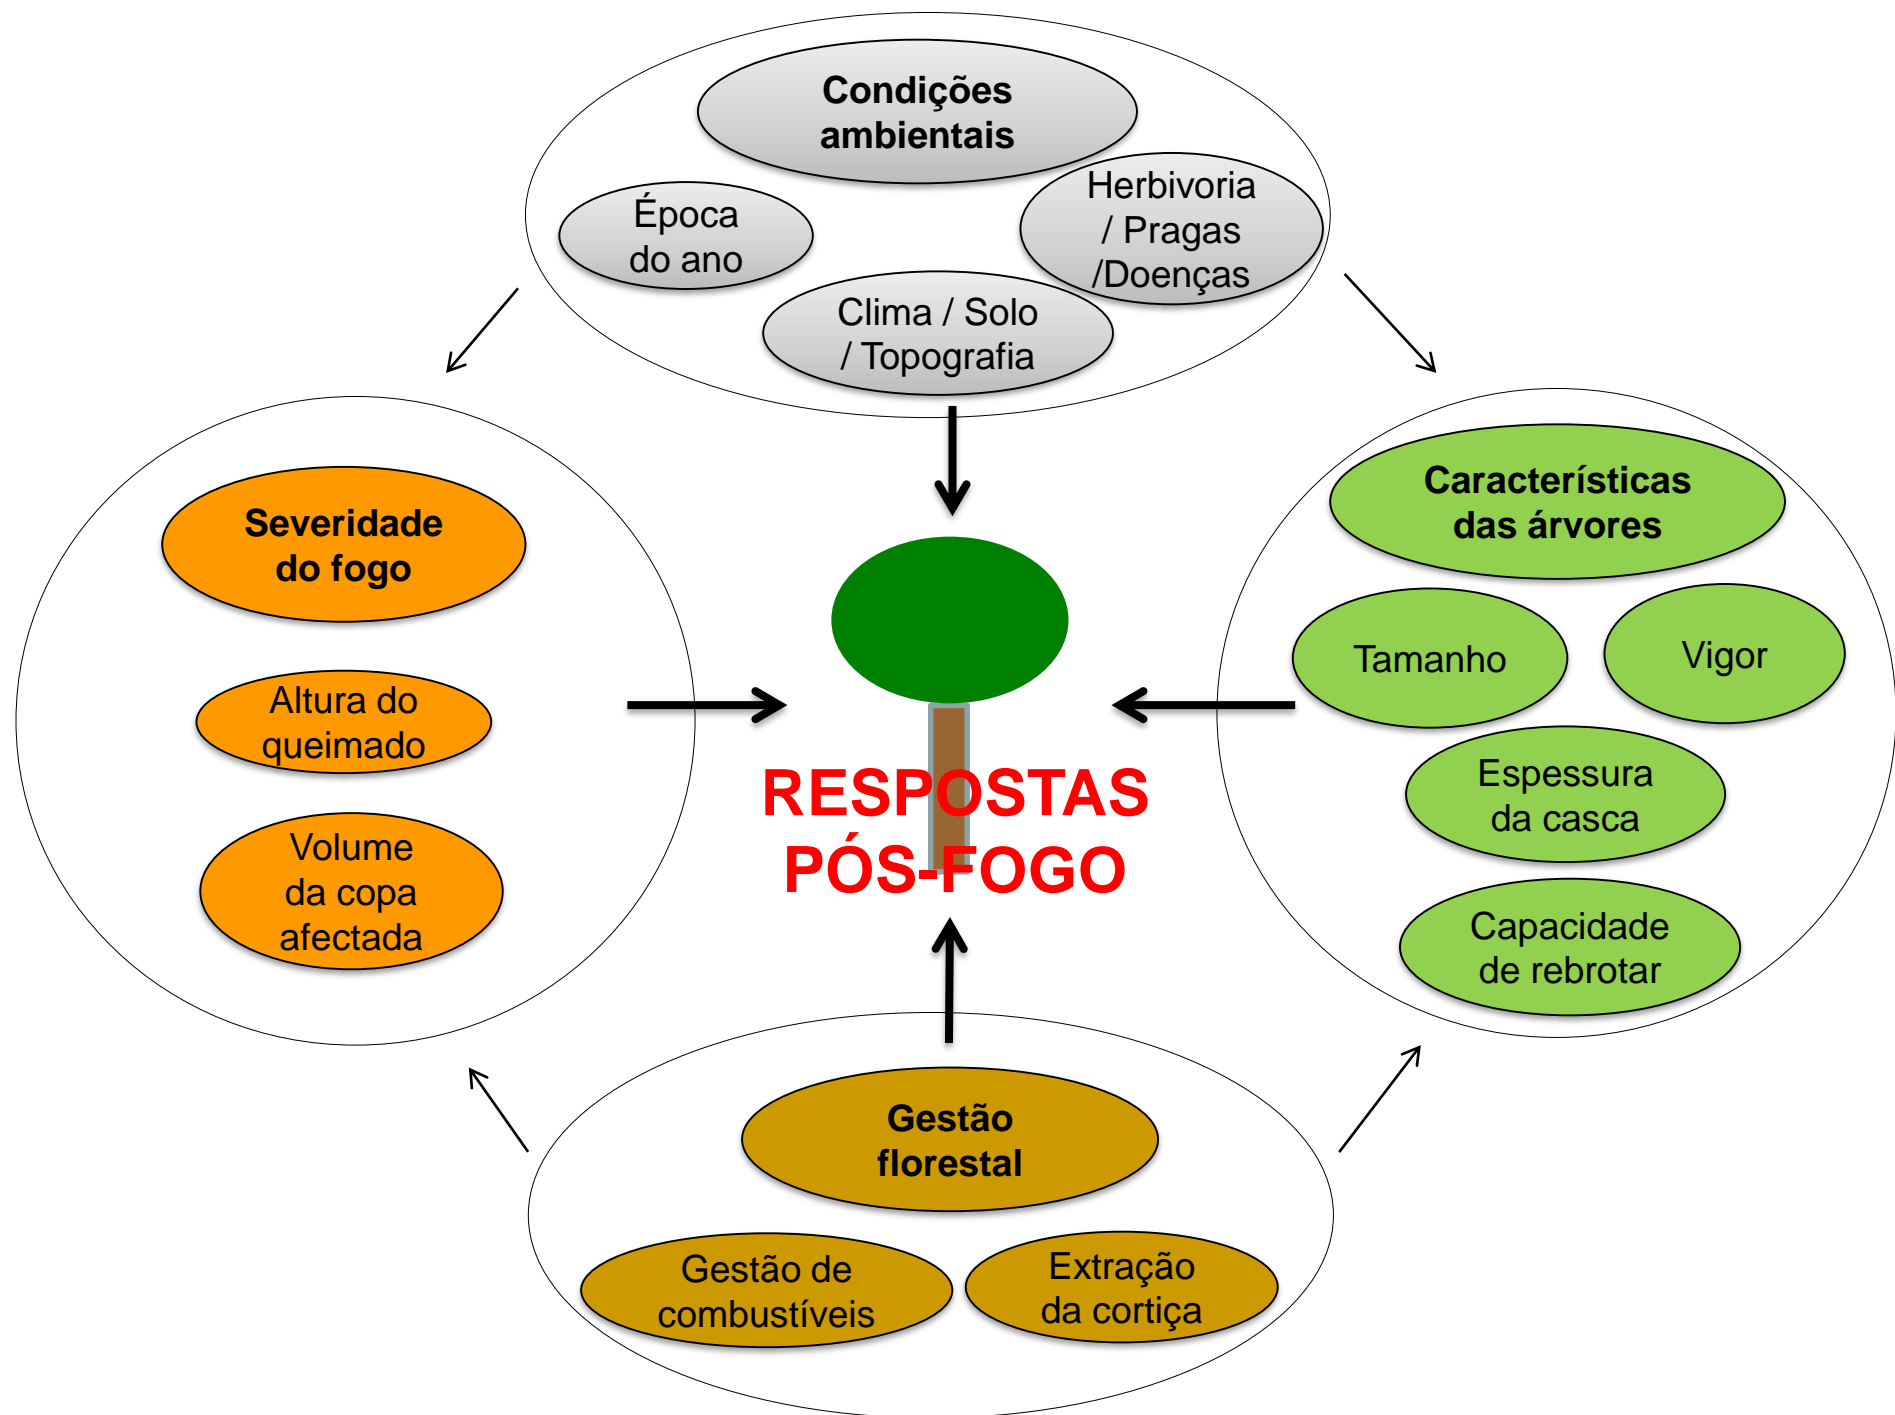 Condições
ambientais
Época
do ano
Herbivoria
/ Pragas
/Doenças
Clima / Solo
/ Topografia
Severidade
do fogo
Altura do
queimado
Volume
da copa
afectada
RESPOSTAS
PÓS-FOGO
Característícas
das árvores
Tamanho
Vigor
Espessura
da casca
Capacidade
de rebrotar
Gestão
florestal
Gestão de
combustíveis
Extração
da cortiça